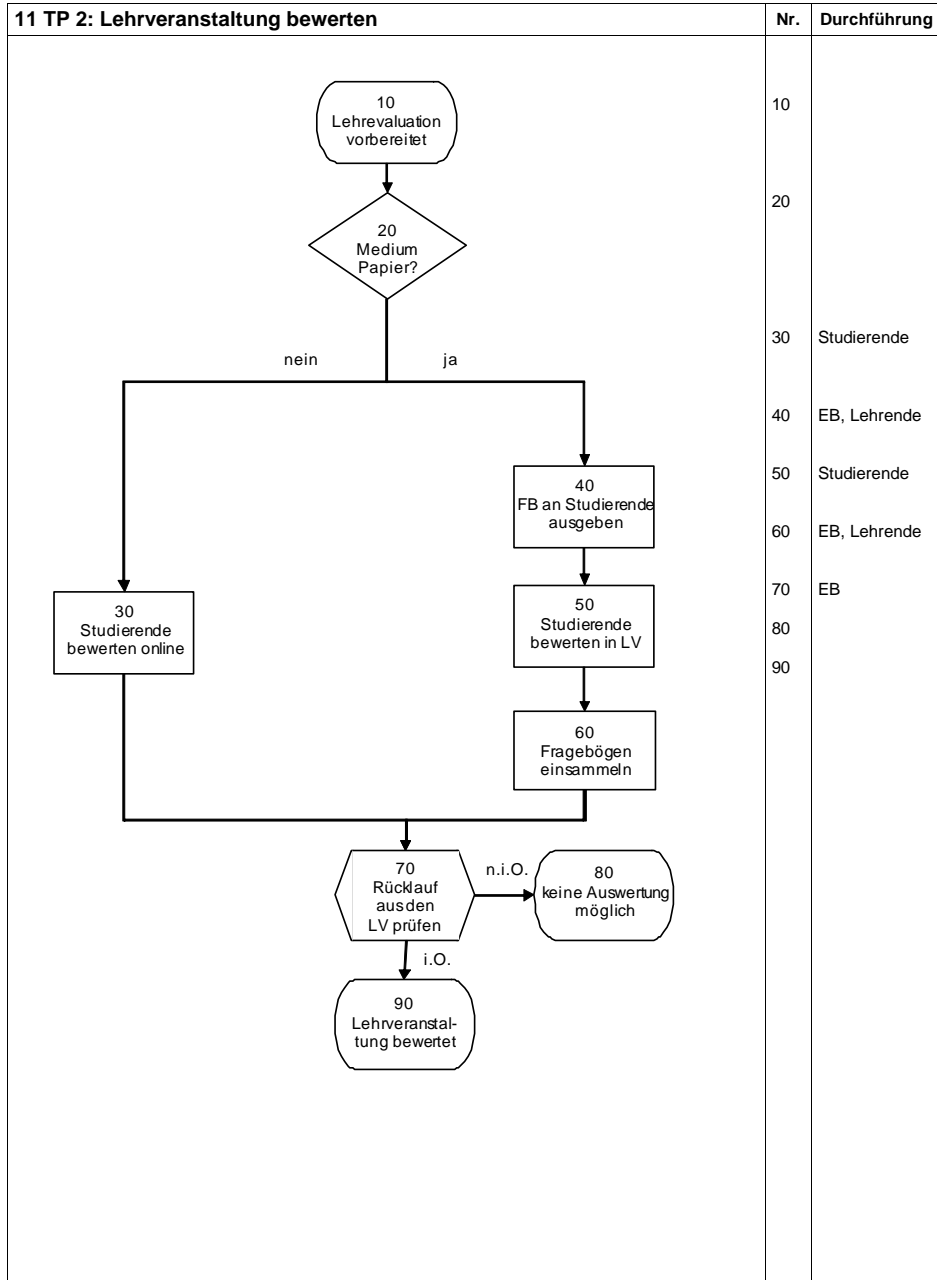 11 TP 2: Lehrveranstaltung bewerten
Nr.
Durchführung
10
Lehrevaluation
vorbereitet
20
Medium
Papier?
nein
ja
30
Studierende
bewerten online
40
FB an Studierende
ausgeben
50
Studierende
bewerten in LV
60
Fragebögen
einsammeln
70
Rücklauf
aus den
LV prüfen
n.i.O.
80
keine Auswertung
möglich
i.O.
90
Lehrveranstal-
tung bewertet
10
20
30 Studierende
40 EB, Lehrende
50 Studierende
60 EB, Lehrende
70 EB
80
90